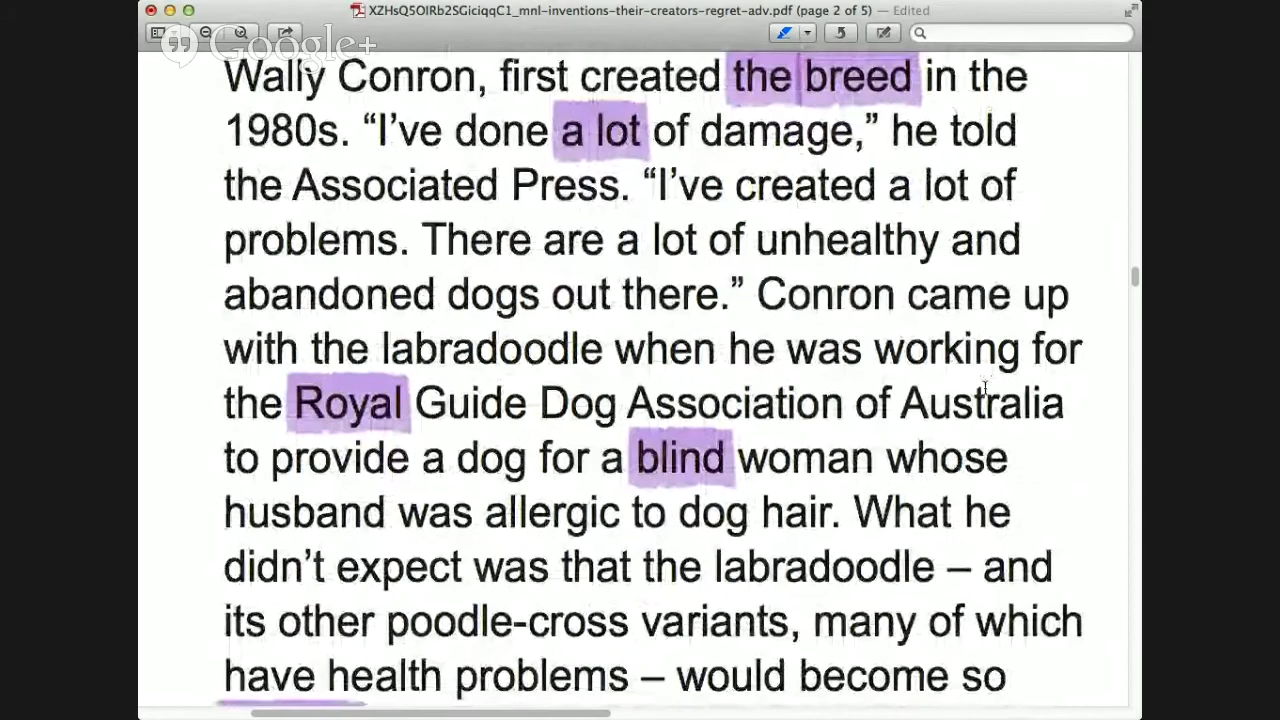 XZHsQ5OlRb2SGiciqqC1_mnl-inventions-their-creators-regret-adv.pdf (page 2 of 5) — Edited
Google+
Wally Conron, first created the breed in the
1980s. “I’ve done a lot of damage,” he told
the Associated Press. “I’ve created a lot of
problems. There are a lot of unhealthy and
abandoned dogs out there.” Conron came up
with the labradoodle when he was working for
the Royal Guide Dog Association of Australia
to provide a dog for a blind woman whose
husband was allergic to dog hair. What he
didn’t expect was that the labradoodle – and
its other poodle-cross variants, many of which
have health problems – would become so